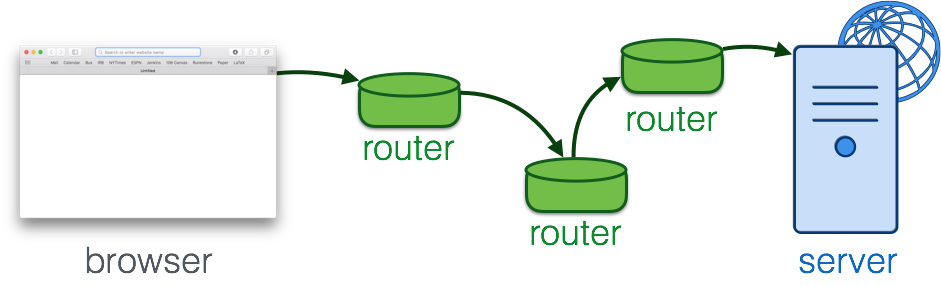 Search or enter website name
Mail Calendar Bus WB NYTimes ESPN Jenkins 106 Canvas Runestone Paper LaTeX
Untitled
router
router
router
browser
server